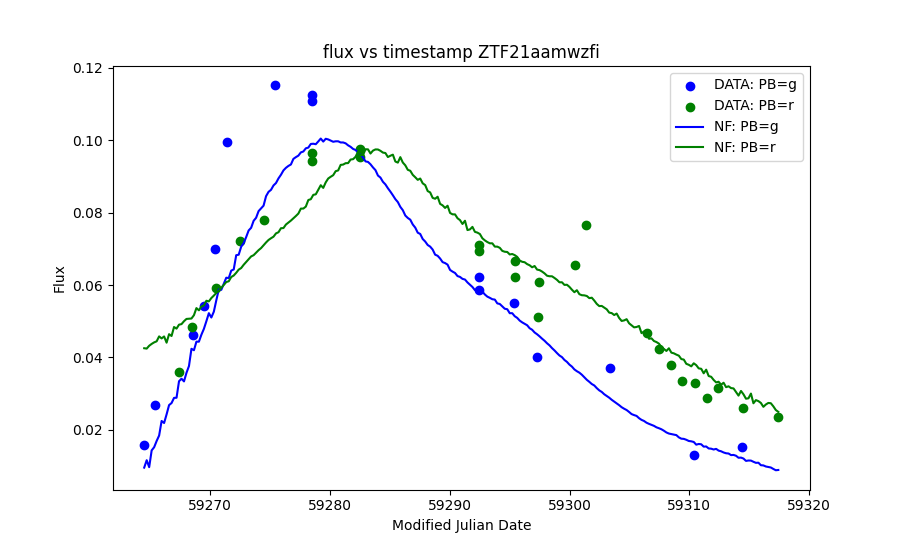 flux vs timestamp ZTF21aamwzfi
0.12
0.10
0.08
0.06
0.04
0.02
Flux
DATA: PB=g
DATA: PB=r
NF: PB=g
NF: PB=r
59270 59280 59290 59300 59310 59320
Modified Julian Date